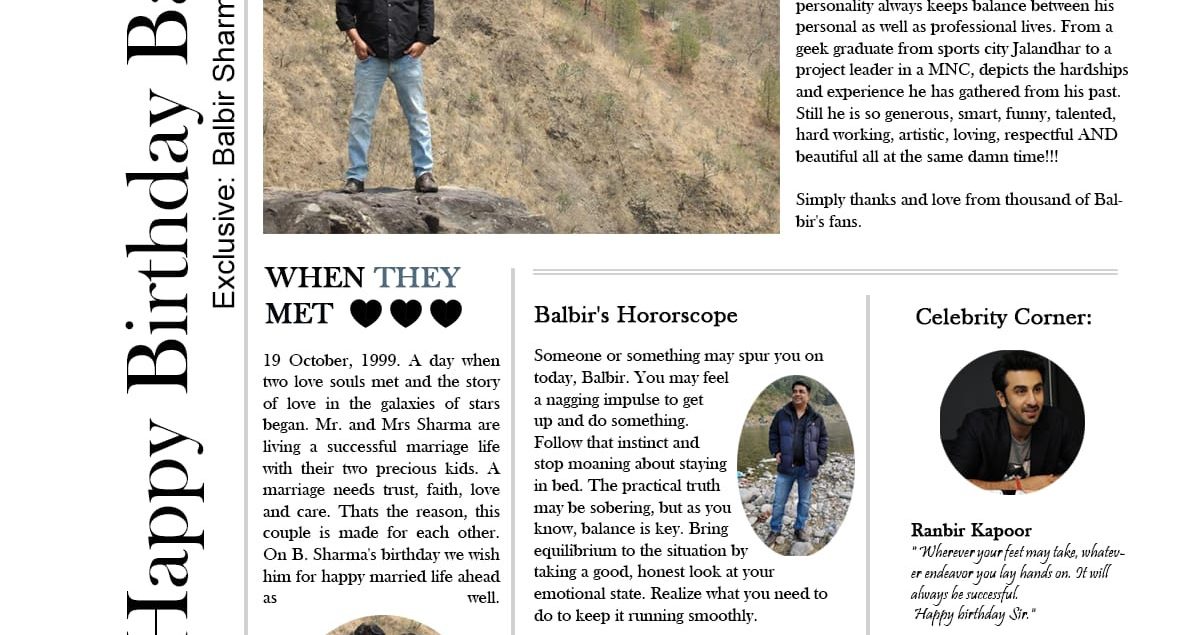 Happy Birthday Ba
Exclusive: Balbir Sharm
personality always keeps balance between his
personal as well as professional lives. From a
geek graduate from sports city Jalandhar to a
project leader in a MNC, depicts the hardships
and experience he has gathered from his past.
Still he is so generous, smart, funny, talented,
hard working, artistic, loving, respectful AND
beautiful all at the same damn time!!!
Simply thanks and love from thousand of Bal-
bir's fans.
WHEN THEY
MET
19 October, 1999. A day when
two love souls met and the story
of love in the galaxies of stars
began. Mr. and Mrs Sharma are
living a successful marriage life
with their two precious kids. A
marriage needs trust, faith, love
and care. Thats the reason, this
couple is made for each other.
On B. Sharma's birthday we wish
him for happy married life ahead
as well.
Balbir's Hororscope
Someone or something may spur you on
today, Balbir. You may feel
a nagging impulse to get
up and do something.
Follow that instinct and
stop moaning about staying
in bed. The practical truth
may be sobering, but as you
know, balance is key. Bring
equilibrium to the situation by
taking a good, honest look at your
emotional state. Realize what you need to
do to keep it running smoothly.
Celebrity Corner:
Ranbir Kapoor
"Wherever your feet may take, whatev-
er endeavor you lay hands on. It will
always be successful.
Happy birthday Sir."